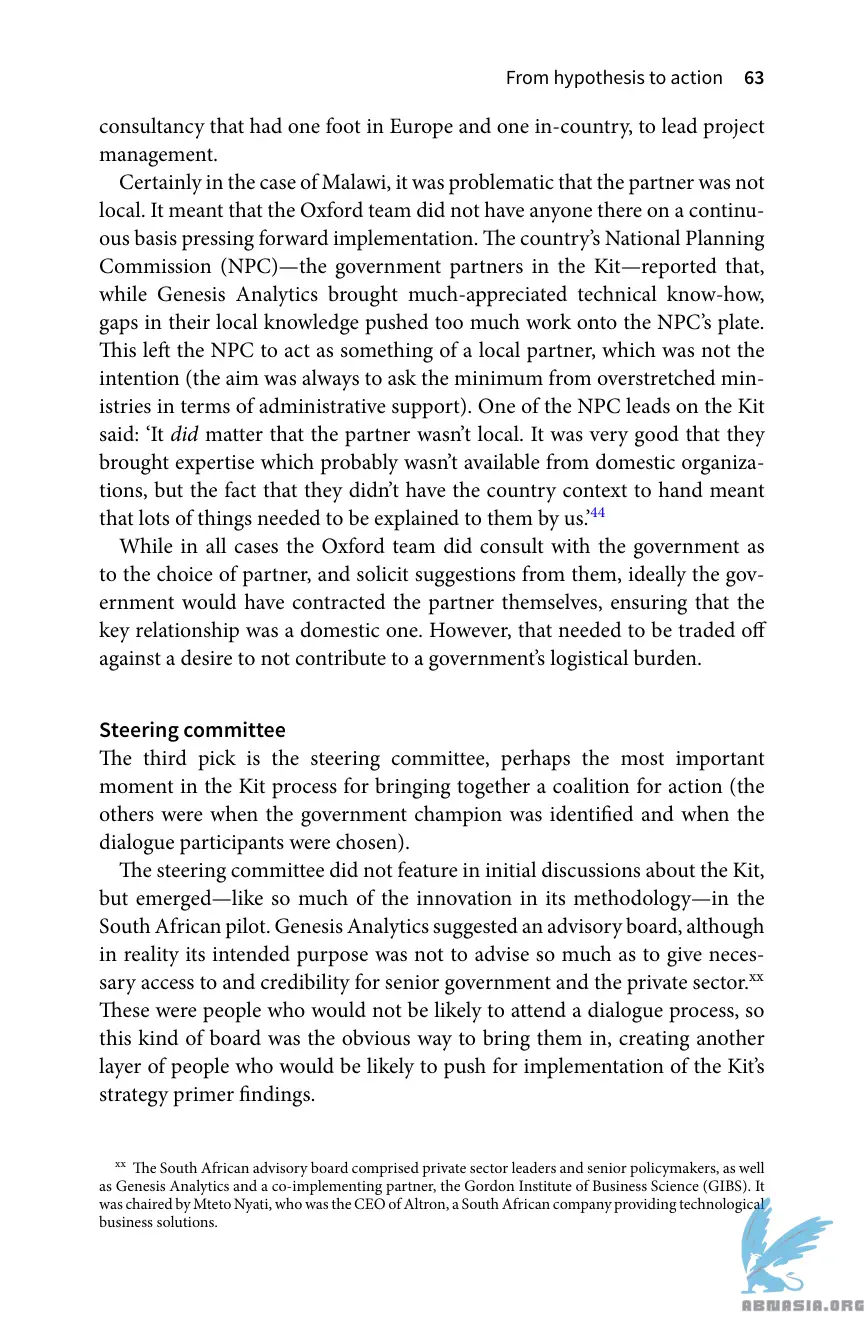 From hypothesis to action 63
consultancy that had one foot in Europe and one in-country, to lead project
management.
Certainly in the case of Malawi, it was problematic that the partner was not
local. It meant that the Oxford team did not have anyone there on a continu-
ous basis pressing forward implementation. The country’s National Planning
Commission (NPC)—the government partners in the Kit—reported that,
while Genesis Analytics brought much-appreciated technical know-how,
gaps in their local knowledge pushed too much work onto the NPC’s plate.
This left the NPC to act as something of a local partner, which was not the
intention (the aim was always to ask the minimum from overstretched min-
istries in terms of administrative support). One of the NPC leads on the Kit
said: ‘It did matter that the partner wasn’t local. It was very good that they
brought expertise which probably wasn’t available from domestic organiza-
tions, but the fact that they didn’t have the country context to hand meant
that lots of things needed to be explained to them by us.’44
While in all cases the Oxford team did consult with the government as
to the choice of partner, and solicit suggestions from them, ideally the gov-
ernment would have contracted the partner themselves, ensuring that the
key relationship was a domestic one. However, that needed to be traded off
against a desire to not contribute to a government’s logistical burden.
Steering committee
The third pick is the steering committee, perhaps the most important
moment in the Kit process for bringing together a coalition for action (the
others were when the government champion was identified and when the
dialogue participants were chosen).
The steering committee did not feature in initial discussions about the Kit,
but emerged—like so much of the innovation in its methodology—in the
South African pilot. Genesis Analytics suggested an advisory board, although
in reality its intended purpose was not to advise so much as to give neces-
sary access to and credibility for senior government and the private sector.xx
These were people who would not be likely to attend a dialogue process, so
this kind of board was the obvious way to bring them in, creating another
layer of people who would be likely to push for implementation of the Kit’s
strategy primer findings.
xx The South African advisory board comprised private sector leaders and senior policymakers, as well
as Genesis Analytics and a co-implementing partner, the Gordon Institute of Business Science (GIBS). It
was chaired by Mteto Nyati, who was the CEO of Altron, a South African company providing technological
business solutions.
ABNASIA.ORG